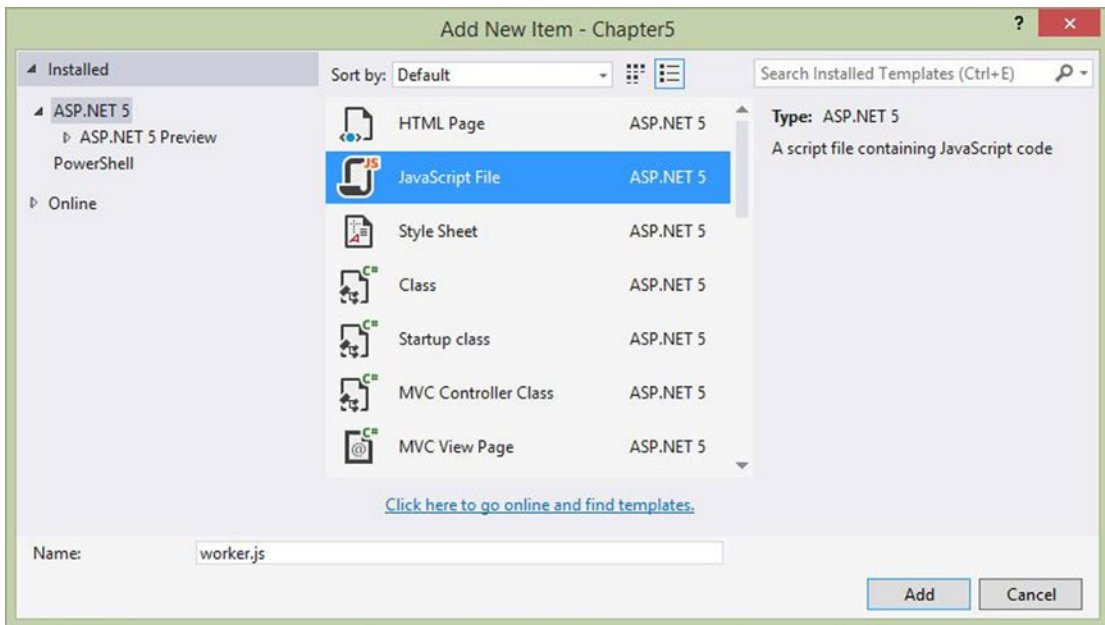 Add New Item - Chapter5
?
Installed
ASP.NET 5
ASP.NET 5 Preview
PowerShell
Online
Sort by: Default
HTML Page ASP.NET 5
JS
JavaScript File ASP.NET 5
Style Sheet ASP.NET 5
C#
Class ASP.NET 5
C#
Startup class ASP.NET 5
C#
MVC Controller Class ASP.NET 5
C#
@
MVC View Page ASP.NET 5
Click here to go online and find templates.
Search Installed Templates (Ctrl+E)
Type: ASP.NET 5
A script file containing JavaScript code
Name: worker.js
Add Cancel